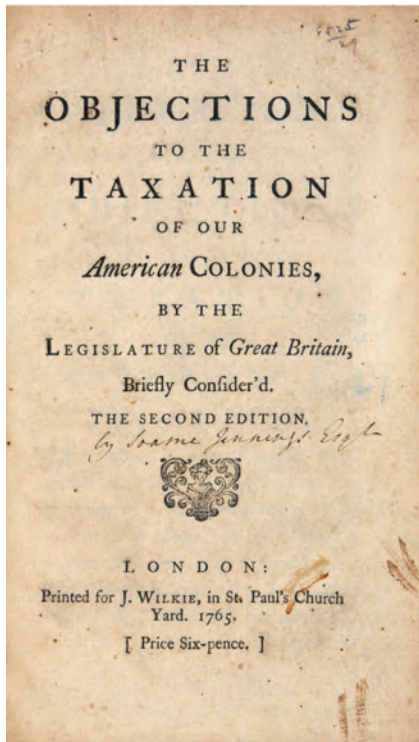 THE
OBJECTIONS
TO THE
TAXATION
OF OUR
American COLONIES,
BY THE
LEGISLATURE of Great Britain,
Briefly Conſider'd.
THE SECOND EDITION,
by Soame Jennings Esqr
LONDON:
Printed for J. WILKIE, in St. Paul's Church
Yard. 1765.
[ Price Six-pence. ]